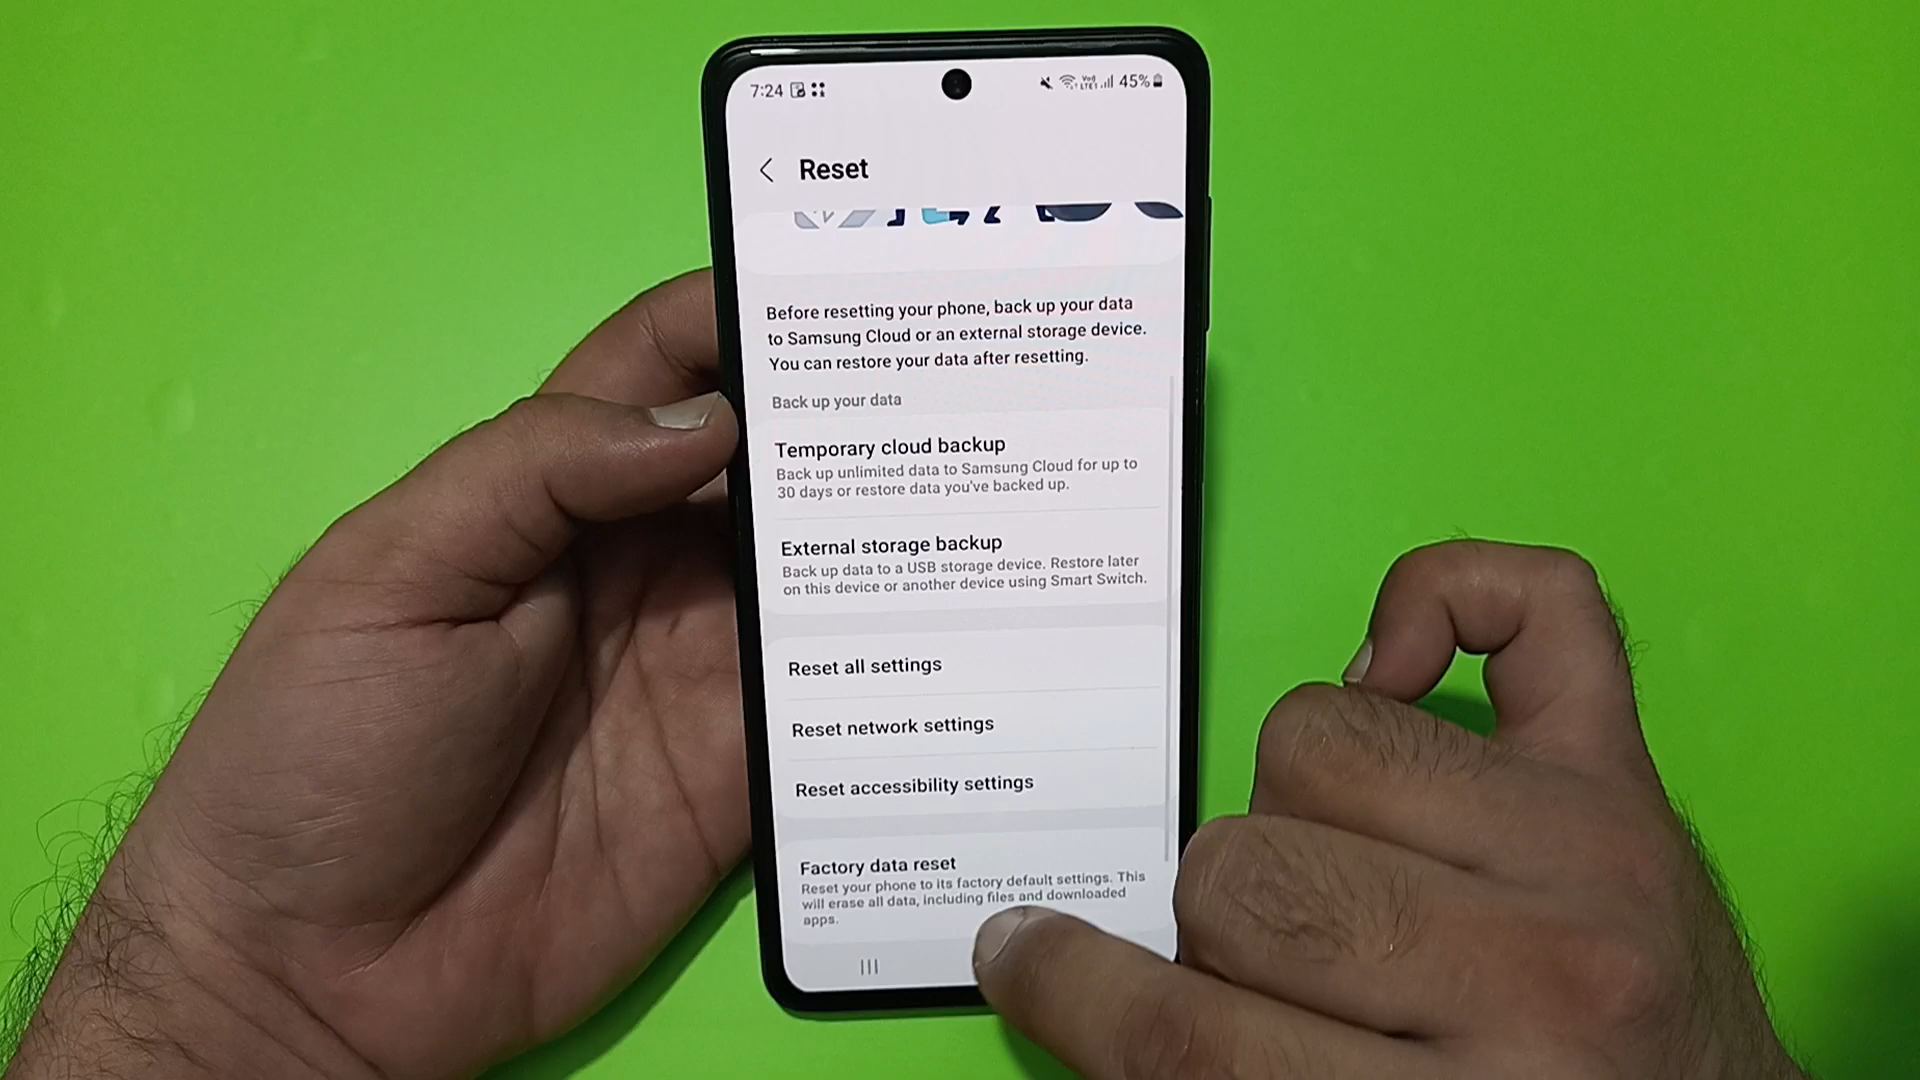 7:24 45%
Reset
Before resetting your phone, back up your data
to Samsung Cloud or an external storage device.
You can restore your data after resetting.
Back up your data
Temporary cloud backup
Back up unlimited data to Samsung Cloud for up to
30 days or restore data you've backed up.
External storage backup
Back up data to a USB storage device. Restore later
on this device or another device using Smart Switch.
Reset all settings
Reset network settings
Reset accessibility settings
Factory data reset
Reset your phone to its factory default settings. This
will erase all data, including files and downloaded
apps.